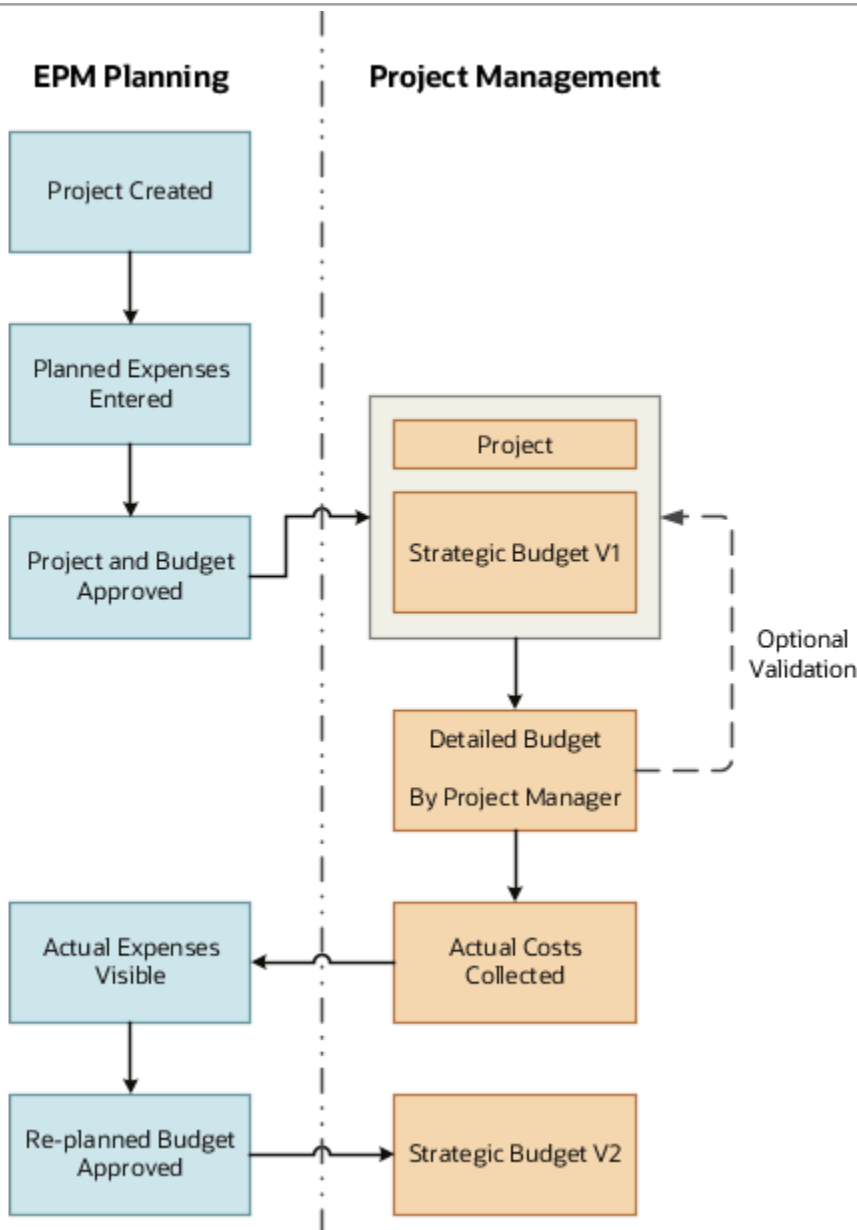 EPM Planning
Project Management
Project Created
Planned Expenses
Entered
Project
Project and Budget
Approved
Strategic Budget V1
Optional
Validation
Detailed Budget
By Project Manager
Actual Expenses
Visible
Actual Costs
Collected
Re-planned Budget
Approved
Strategic Budget V2